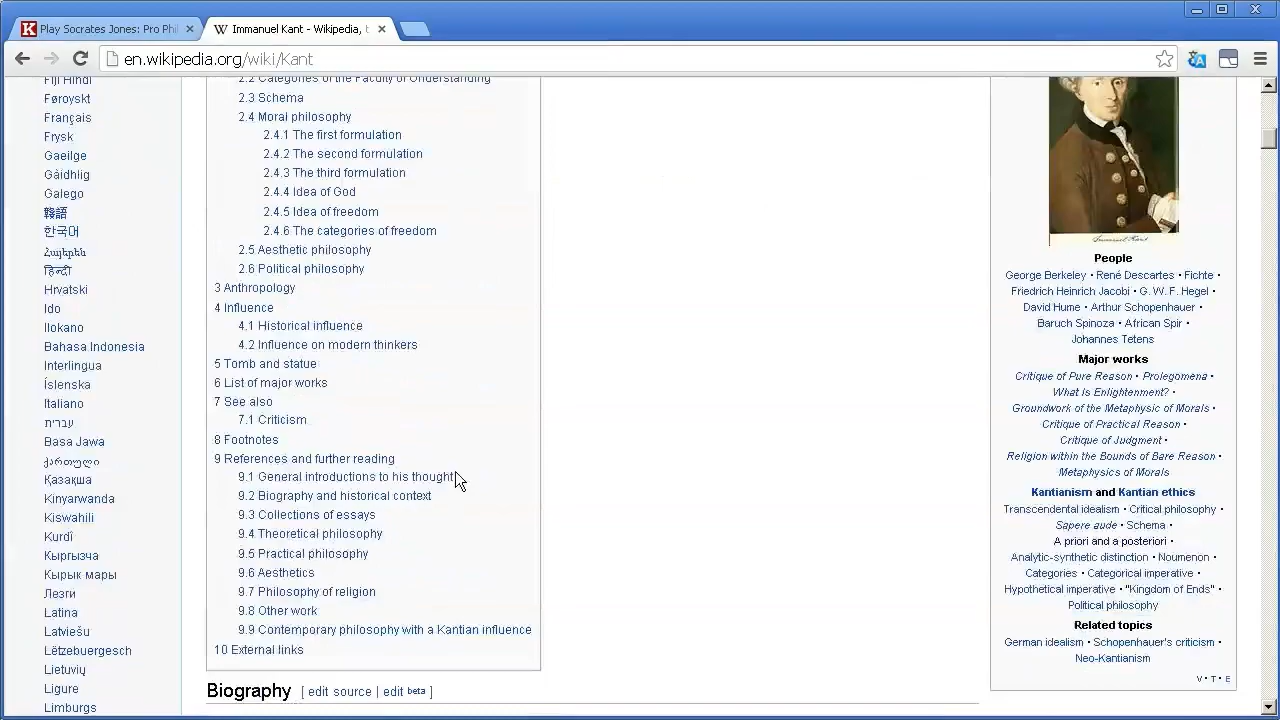 Play Socrates Jones: Pro Phil
Immanuel Kant - Wikipedia, t
en.wikipedia.org/wiki/Kant
Fiji Hindi
Føroyskt
Français
Frysk
Gaeilge
Gàidhlig
Galego
贛語
한국어
Հայերեն
हिन्दी
Hrvatski
Ido
Ilokano
Bahasa Indonesia
Interlingua
Íslenska
Italiano
עברית
Basa Jawa
ქართული
Қазақша
Kinyarwanda
Kiswahili
Kurdî
Кыргызча
Кырык мары
Лезги
Latina
Latviešu
Lëtzebuergesch
Lietuvių
Ligure
Limburgs
2.2 Categories of the Faculty of Understanding
2.3 Schema
2.4 Moral philosophy
2.4.1 The first formulation
2.4.2 The second formulation
2.4.3 The third formulation
2.4.4 Idea of God
2.4.5 Idea of freedom
2.4.6 The categories of freedom
2.5 Aesthetic philosophy
2.6 Political philosophy
3 Anthropology
4 Influence
4.1 Historical influence
4.2 Influence on modern thinkers
5 Tomb and statue
6 List of major works
7 See also
7.1 Criticism
8 Footnotes
9 References and further reading
9.1 General introductions to his thought
9.2 Biography and historical context
9.3 Collections of essays
9.4 Theoretical philosophy
9.5 Practical philosophy
9.6 Aesthetics
9.7 Philosophy of religion
9.8 Other work
9.9 Contemporary philosophy with a Kantian influence
10 External links
Biography [ edit source | edit beta ]
Immanuel Kant
People
George Berkeley • René Descartes • Fichte •
Friedrich Heinrich Jacobi • G. W. F. Hegel •
David Hume • Arthur Schopenhauer •
Baruch Spinoza • African Spir •
Johannes Tetens
Major works
Critique of Pure Reason • Prolegomena •
What Is Enlightenment? •
Groundwork of the Metaphysic of Morals •
Critique of Practical Reason •
Critique of Judgment •
Religion within the Bounds of Bare Reason •
Metaphysics of Morals
Kantianism and Kantian ethics
Transcendental idealism • Critical philosophy •
Sapere aude • Schema •
A priori and a posteriori •
Analytic-synthetic distinction • Noumenon •
Categories • Categorical imperative •
Hypothetical imperative • "Kingdom of Ends" •
Political philosophy
Related topics
German idealism • Schopenhauer's criticism •
Neo-Kantianism
V • T • E